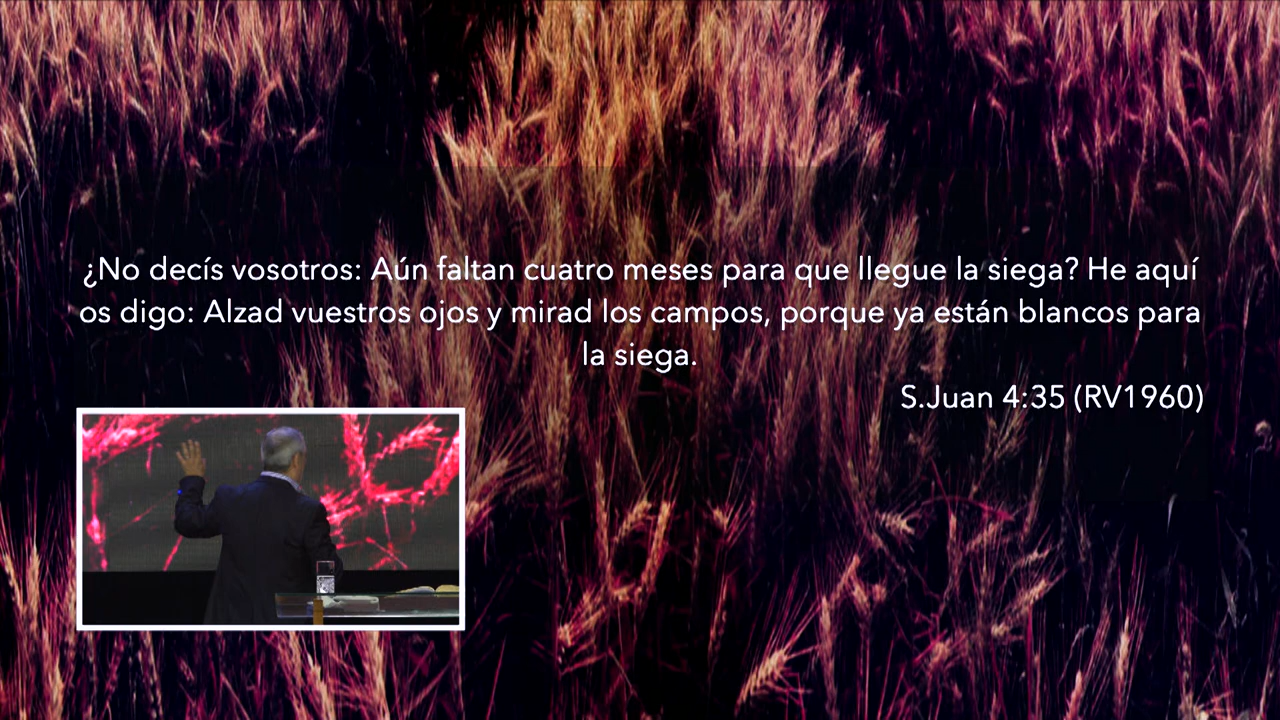 ¿No decís vosotros: Aún faltan cuatro meses para que llegue la siega? He aquí
os digo: Alzad vuestros ojos y mirad los campos, porque ya están blancos para
la siega.
S.Juan 4:35 (RV1960)